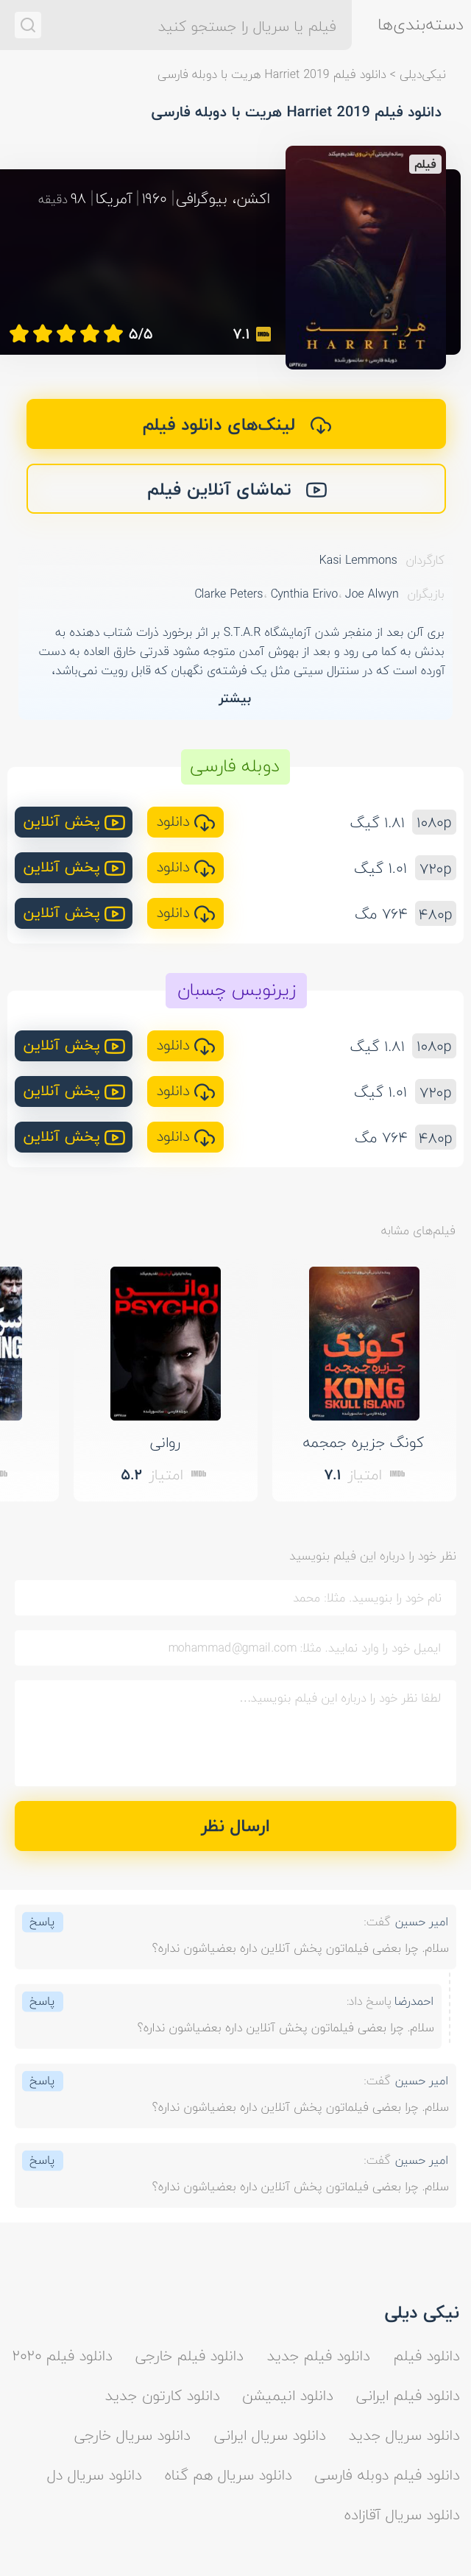 دسته‌بندی‌ها
فیلم یا سریال را جستجو کنید
نیکی‌دیلی > دانلود فیلم Harriet 2019 هریت با دوبله فارسی
دانلود فیلم Harriet 2019 هریت با دوبله فارسی
فیلم
هریت
HARRIET
دوبله فارسی + سانسور شده
اکشن، بیوگرافی | ۱۹۶۰ | آمریکا | ۹۸ دقیقه
۷.۱
۵/۵
لینک‌های دانلود فیلم
تماشای آنلاین فیلم
کارگردان Kasi Lemmons
بازیگران Joe Alwyn، Cynthia Erivo، Clarke Peters
بری آلن بعد از منفجر شدن آزمایشگاه S.T.A.R بر اثر برخورد ذرات شتاب دهنده به
بدنش به کما می رود و بعد از بهوش آمدن متوجه مشود قدرتی خارق العاده به دست
آورده است که در سنترال سیتی مثل یک فرشته‌ی نگهبان که قابل رویت نمی‌باشد،
بیشتر
دوبله فارسی
۱۰۸۰p ۱.۸۱ گیگ دانلود پخش آنلاین
۷۲۰p ۱.۰۱ گیگ دانلود پخش آنلاین
۴۸۰p ۷۶۴ مگ دانلود پخش آنلاین
زیرنویس چسبان
۱۰۸۰p ۱.۸۱ گیگ دانلود پخش آنلاین
۷۲۰p ۱.۰۱ گیگ دانلود پخش آنلاین
۴۸۰p ۷۶۴ مگ دانلود پخش آنلاین
فیلم‌های مشابه
کونگ
جزیره جمجمه
KONG
SKULL ISLAND
روانی
PSYCHO
کونگ جزیره جمجمه
امتیاز ۷.۱
روانی
امتیاز ۵.۲
نظر خود را درباره این فیلم بنویسید
نام خود را بنویسید. مثلا: محمد
ایمیل خود را وارد نمایید. مثلا: mohammad@gmail.com
لطفا نظر خود را درباره این فیلم بنویسید...
ارسال نظر
امیر حسین گفت: پاسخ
سلام. چرا بعضی فیلماتون پخش آنلاین داره بعضیاشون نداره؟
احمدرضا پاسخ داد: پاسخ
سلام. چرا بعضی فیلماتون پخش آنلاین داره بعضیاشون نداره؟
امیر حسین گفت: پاسخ
سلام. چرا بعضی فیلماتون پخش آنلاین داره بعضیاشون نداره؟
امیر حسین گفت: پاسخ
سلام. چرا بعضی فیلماتون پخش آنلاین داره بعضیاشون نداره؟
نیکی دیلی
دانلود فیلم دانلود فیلم جدید دانلود فیلم خارجی دانلود فیلم ۲۰۲۰
دانلود فیلم ایرانی دانلود انیمیشن دانلود کارتون جدید
دانلود سریال جدید دانلود سریال ایرانی دانلود سریال خارجی
دانلود فیلم دوبله فارسی دانلود سریال هم گناه دانلود سریال دل
دانلود سریال آقازاده